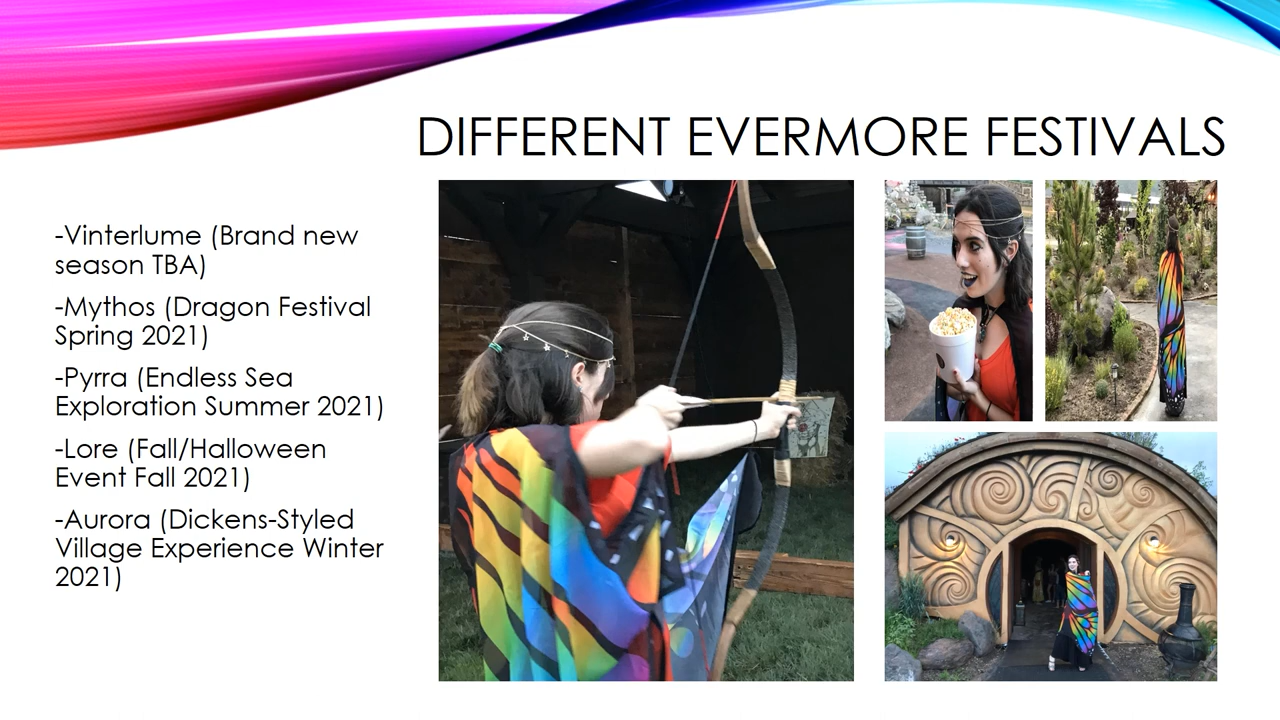 DIFFERENT EVERMORE FESTIVALS
-Vinterlume (Brand new
season TBA)
-Mythos (Dragon Festival
Spring 2021)
-Pyrra (Endless Sea
Exploration Summer 2021)
-Lore (Fall/Halloween
Event Fall 2021)
-Aurora (Dickens-Styled
Village Experience Winter
2021)